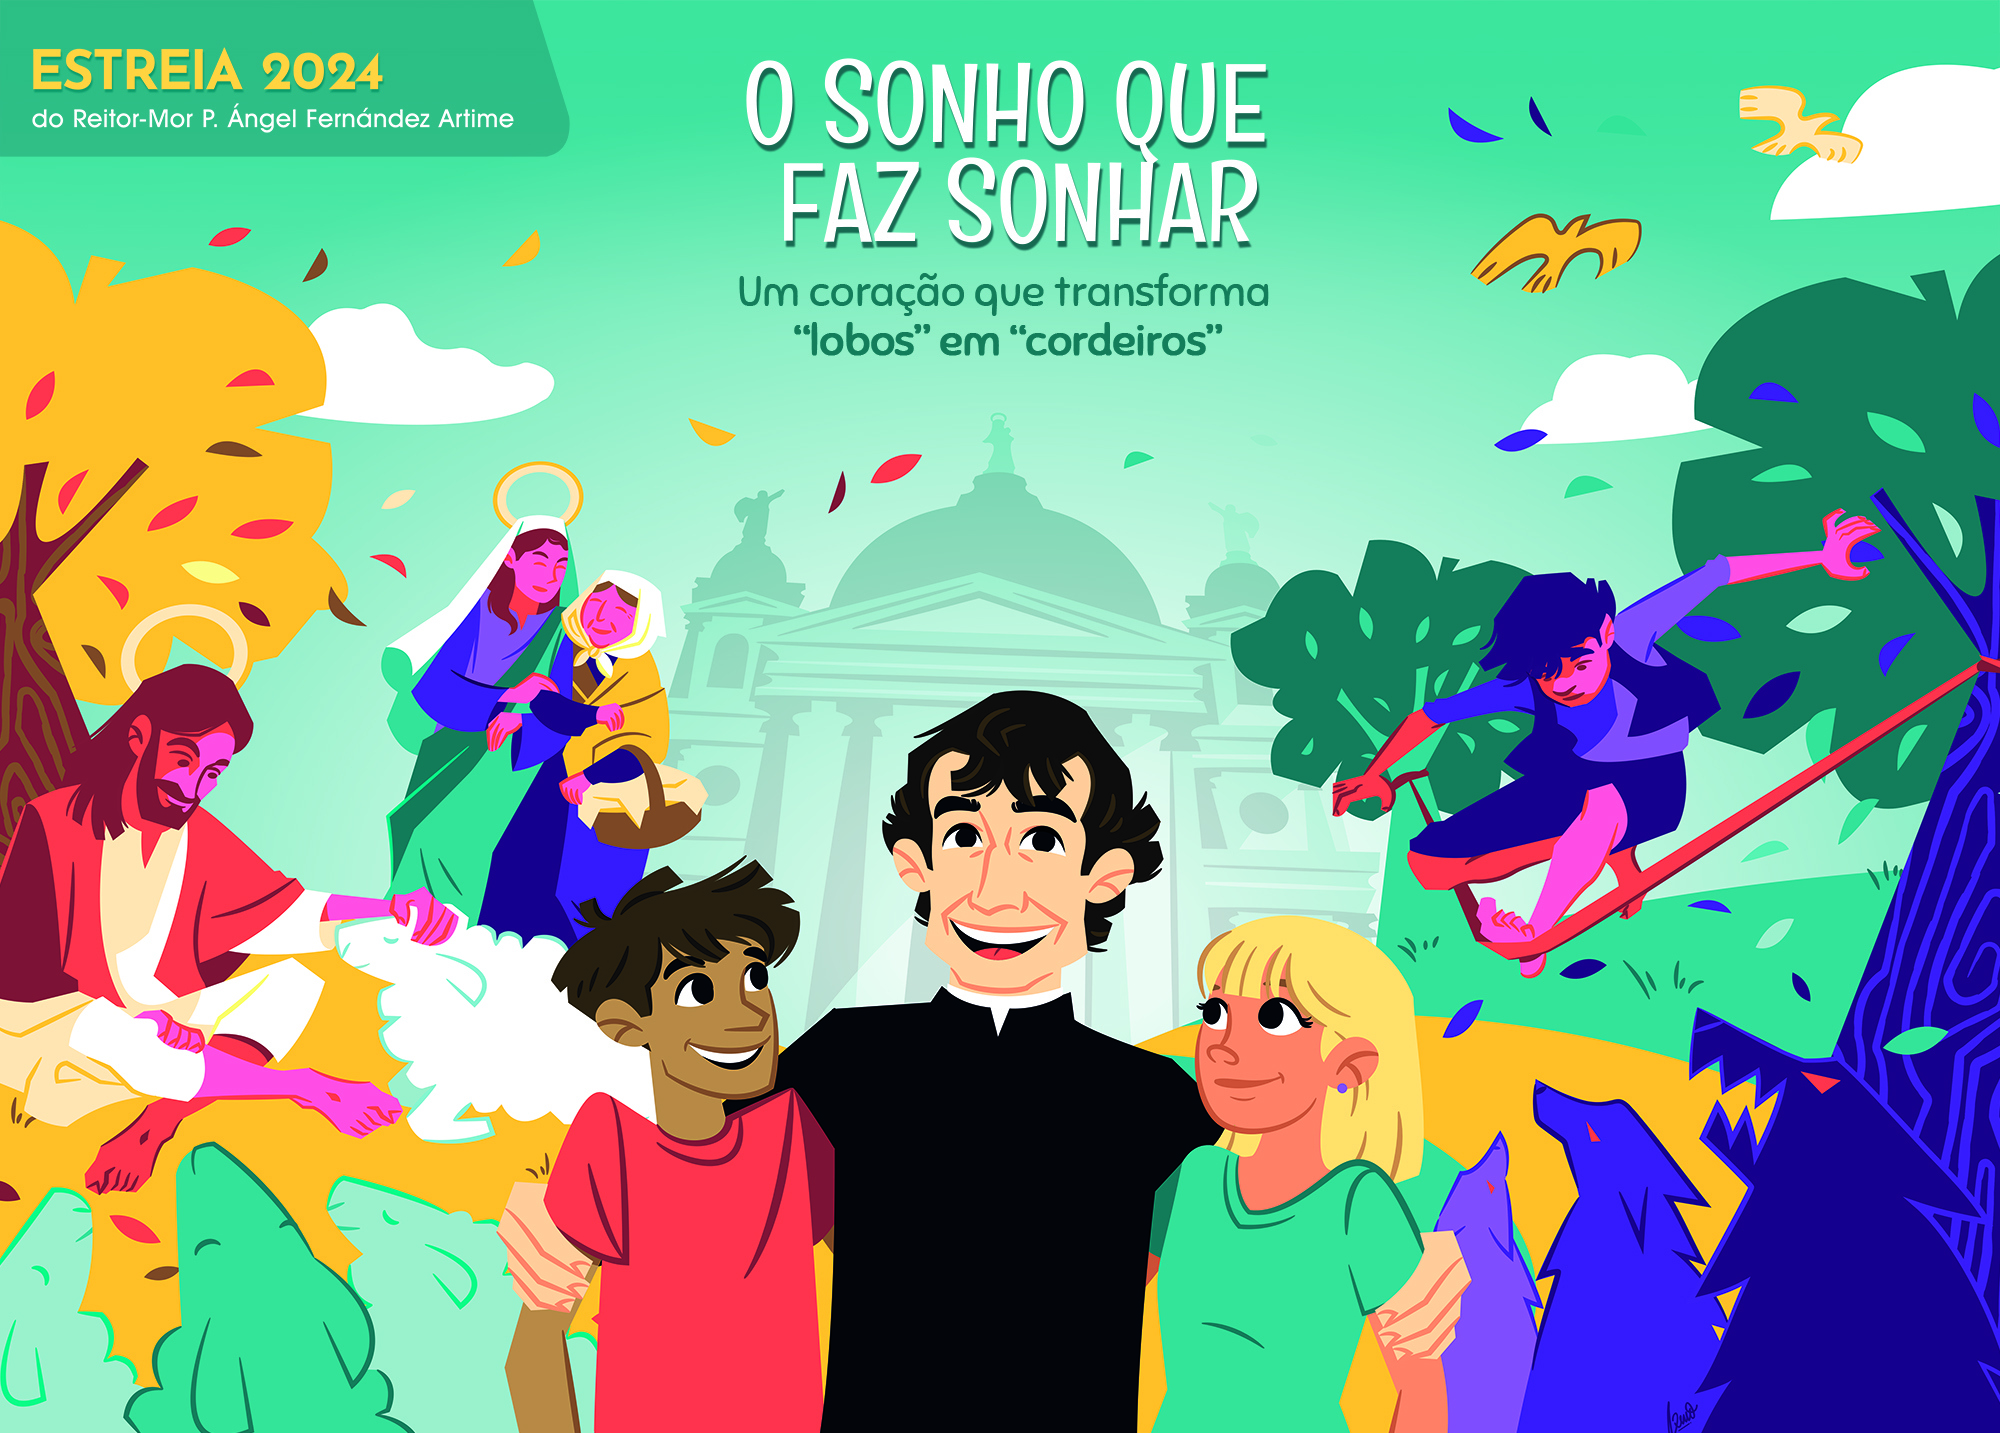 ESTREIA 2024
do Reitor-Mor P. Ángel Fernández Artime
O SONHO QUE
FAZ SONHAR
Um coração que transforma
“lobos” em “cordeiros”